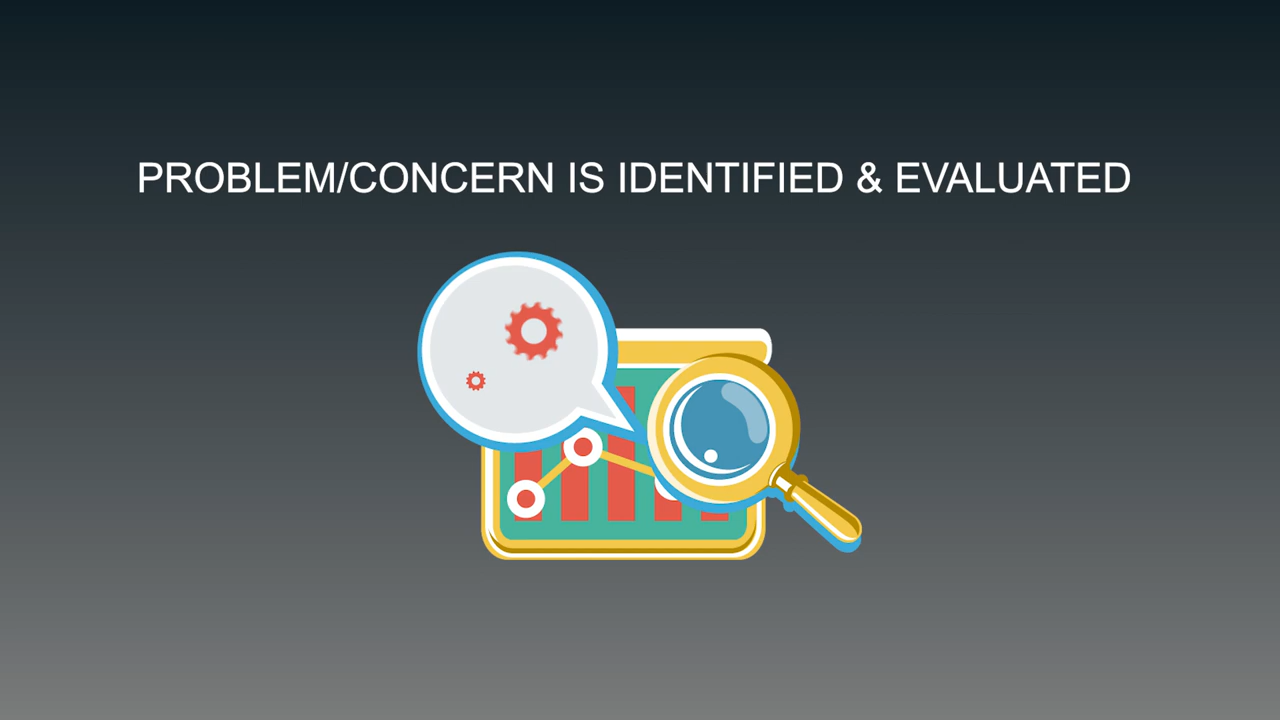 PROBLEM/CONCERN IS IDENTIFIED & EVALUATED